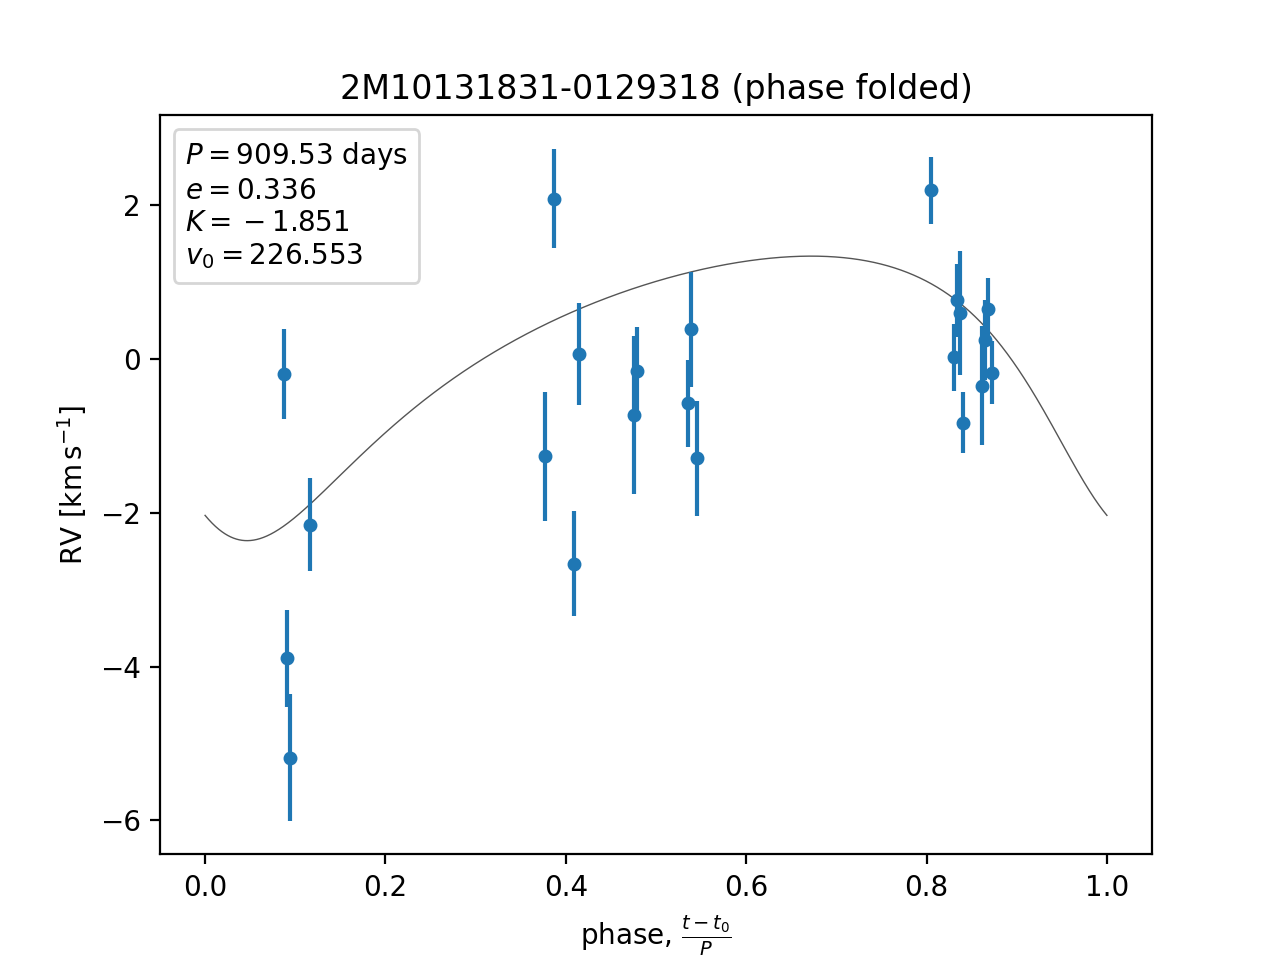 2M10131831-0129318 (phase folded)
P = 909.53 days
e = 0.336
K = −1.851
v₀ = 226.553
RV [km s⁻¹]
2
0
−2
−4
−6
0.0 0.2 0.4 0.6 0.8 1.0
phase, (t − t₀)/P